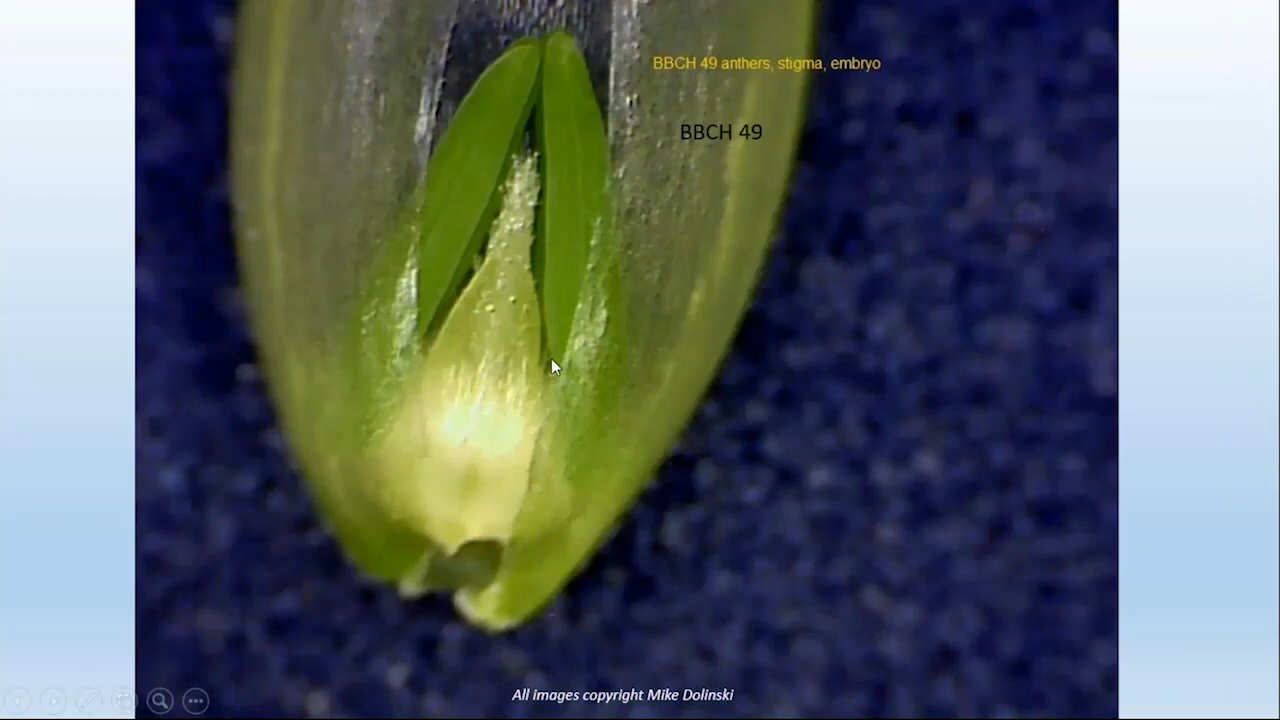 BBCH 49 anthers, stigma, embryo
BBCH 49
All images copyright Mike Dolinski